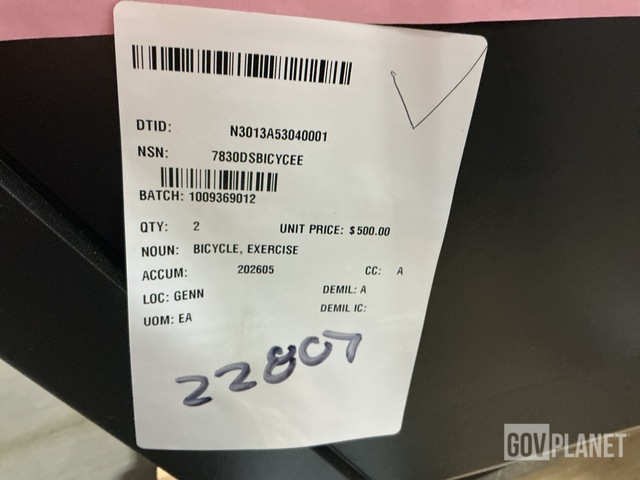 DTID: N3013A53040001
NSN: 7830DSBICYCEE
BATCH: 1009369012
QTY: 2 UNIT PRICE: $500.00
NOUN: BICYCLE, EXERCISE
ACCUM: 202605 CC: A
LOC: GENN DEMIL: A
UOM: EA DEMIL IC:
22807
GOVPLANET